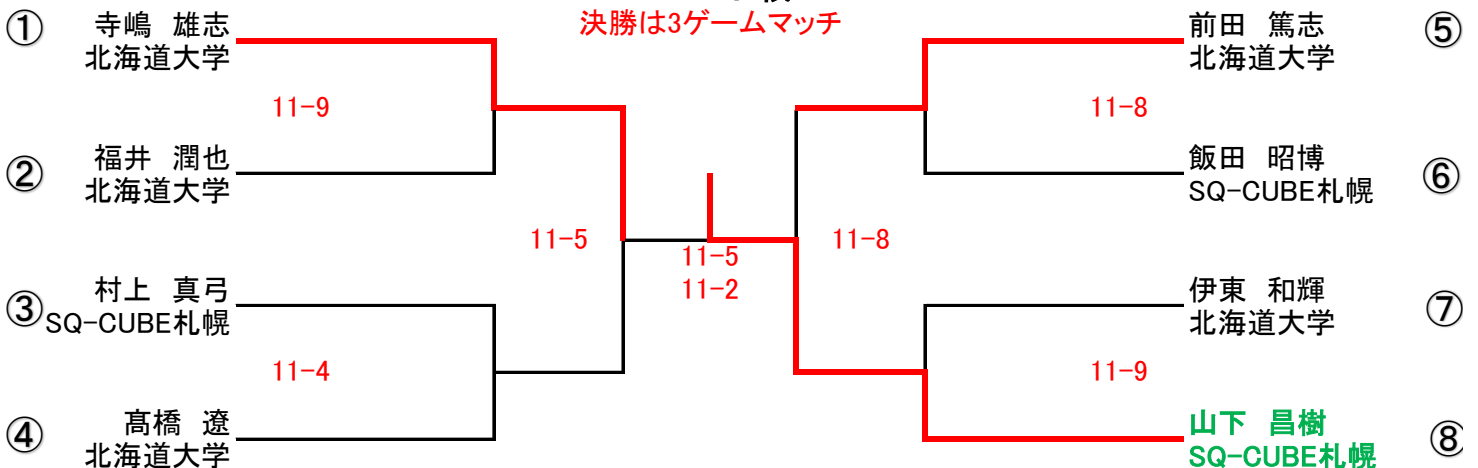 決勝は3ゲームマッチ
① 寺嶋 雄志
北海道大学
11-9
② 福井 潤也
北海道大学
11-5
③ 村上 真弓
SQ-CUBE札幌
11-4
④ 髙橋 遼
北海道大学
11-5
11-2
前田 篤志 ⑤
北海道大学
11-8
飯田 昭博 ⑥
SQ-CUBE札幌
11-8
伊東 和輝 ⑦
北海道大学
11-9
山下 昌樹 ⑧
SQ-CUBE札幌